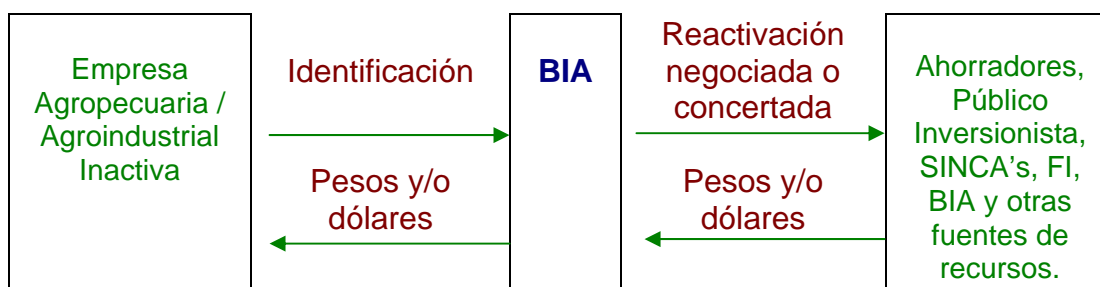 Empresa
Agropecuaria /
Agroindustrial
Inactiva
Identificación
Pesos y/o
dólares
BIA
Reactivación
negociada o
concertada
Pesos y/o
dólares
Ahorradores,
Público
Inversionista,
SINCA's, FI,
BIA y otras
fuentes de
recursos.